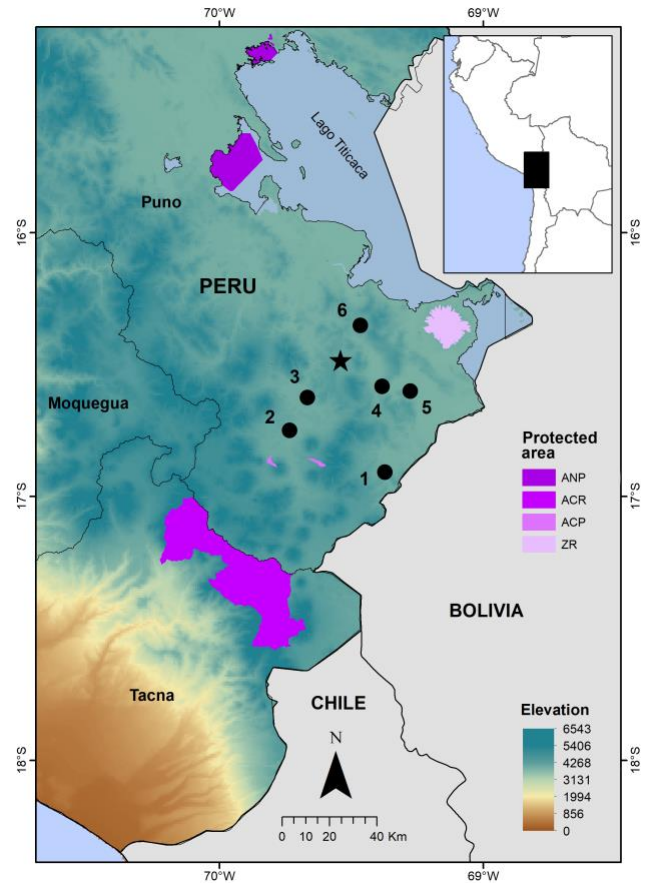 70°W 69°W
Lago Titicaca
Puno
16°S 16°S
PERU
6
3
4
5
2
Moquegua
1
Protected
area
ANP
ACR
ACP
ZR
17°S 17°S
BOLIVIA
Tacna
CHILE
Elevation
6543
5406
4268
3131
1994
856
0
N
18°S 18°S
0 10 20 40 Km
70°W 69°W